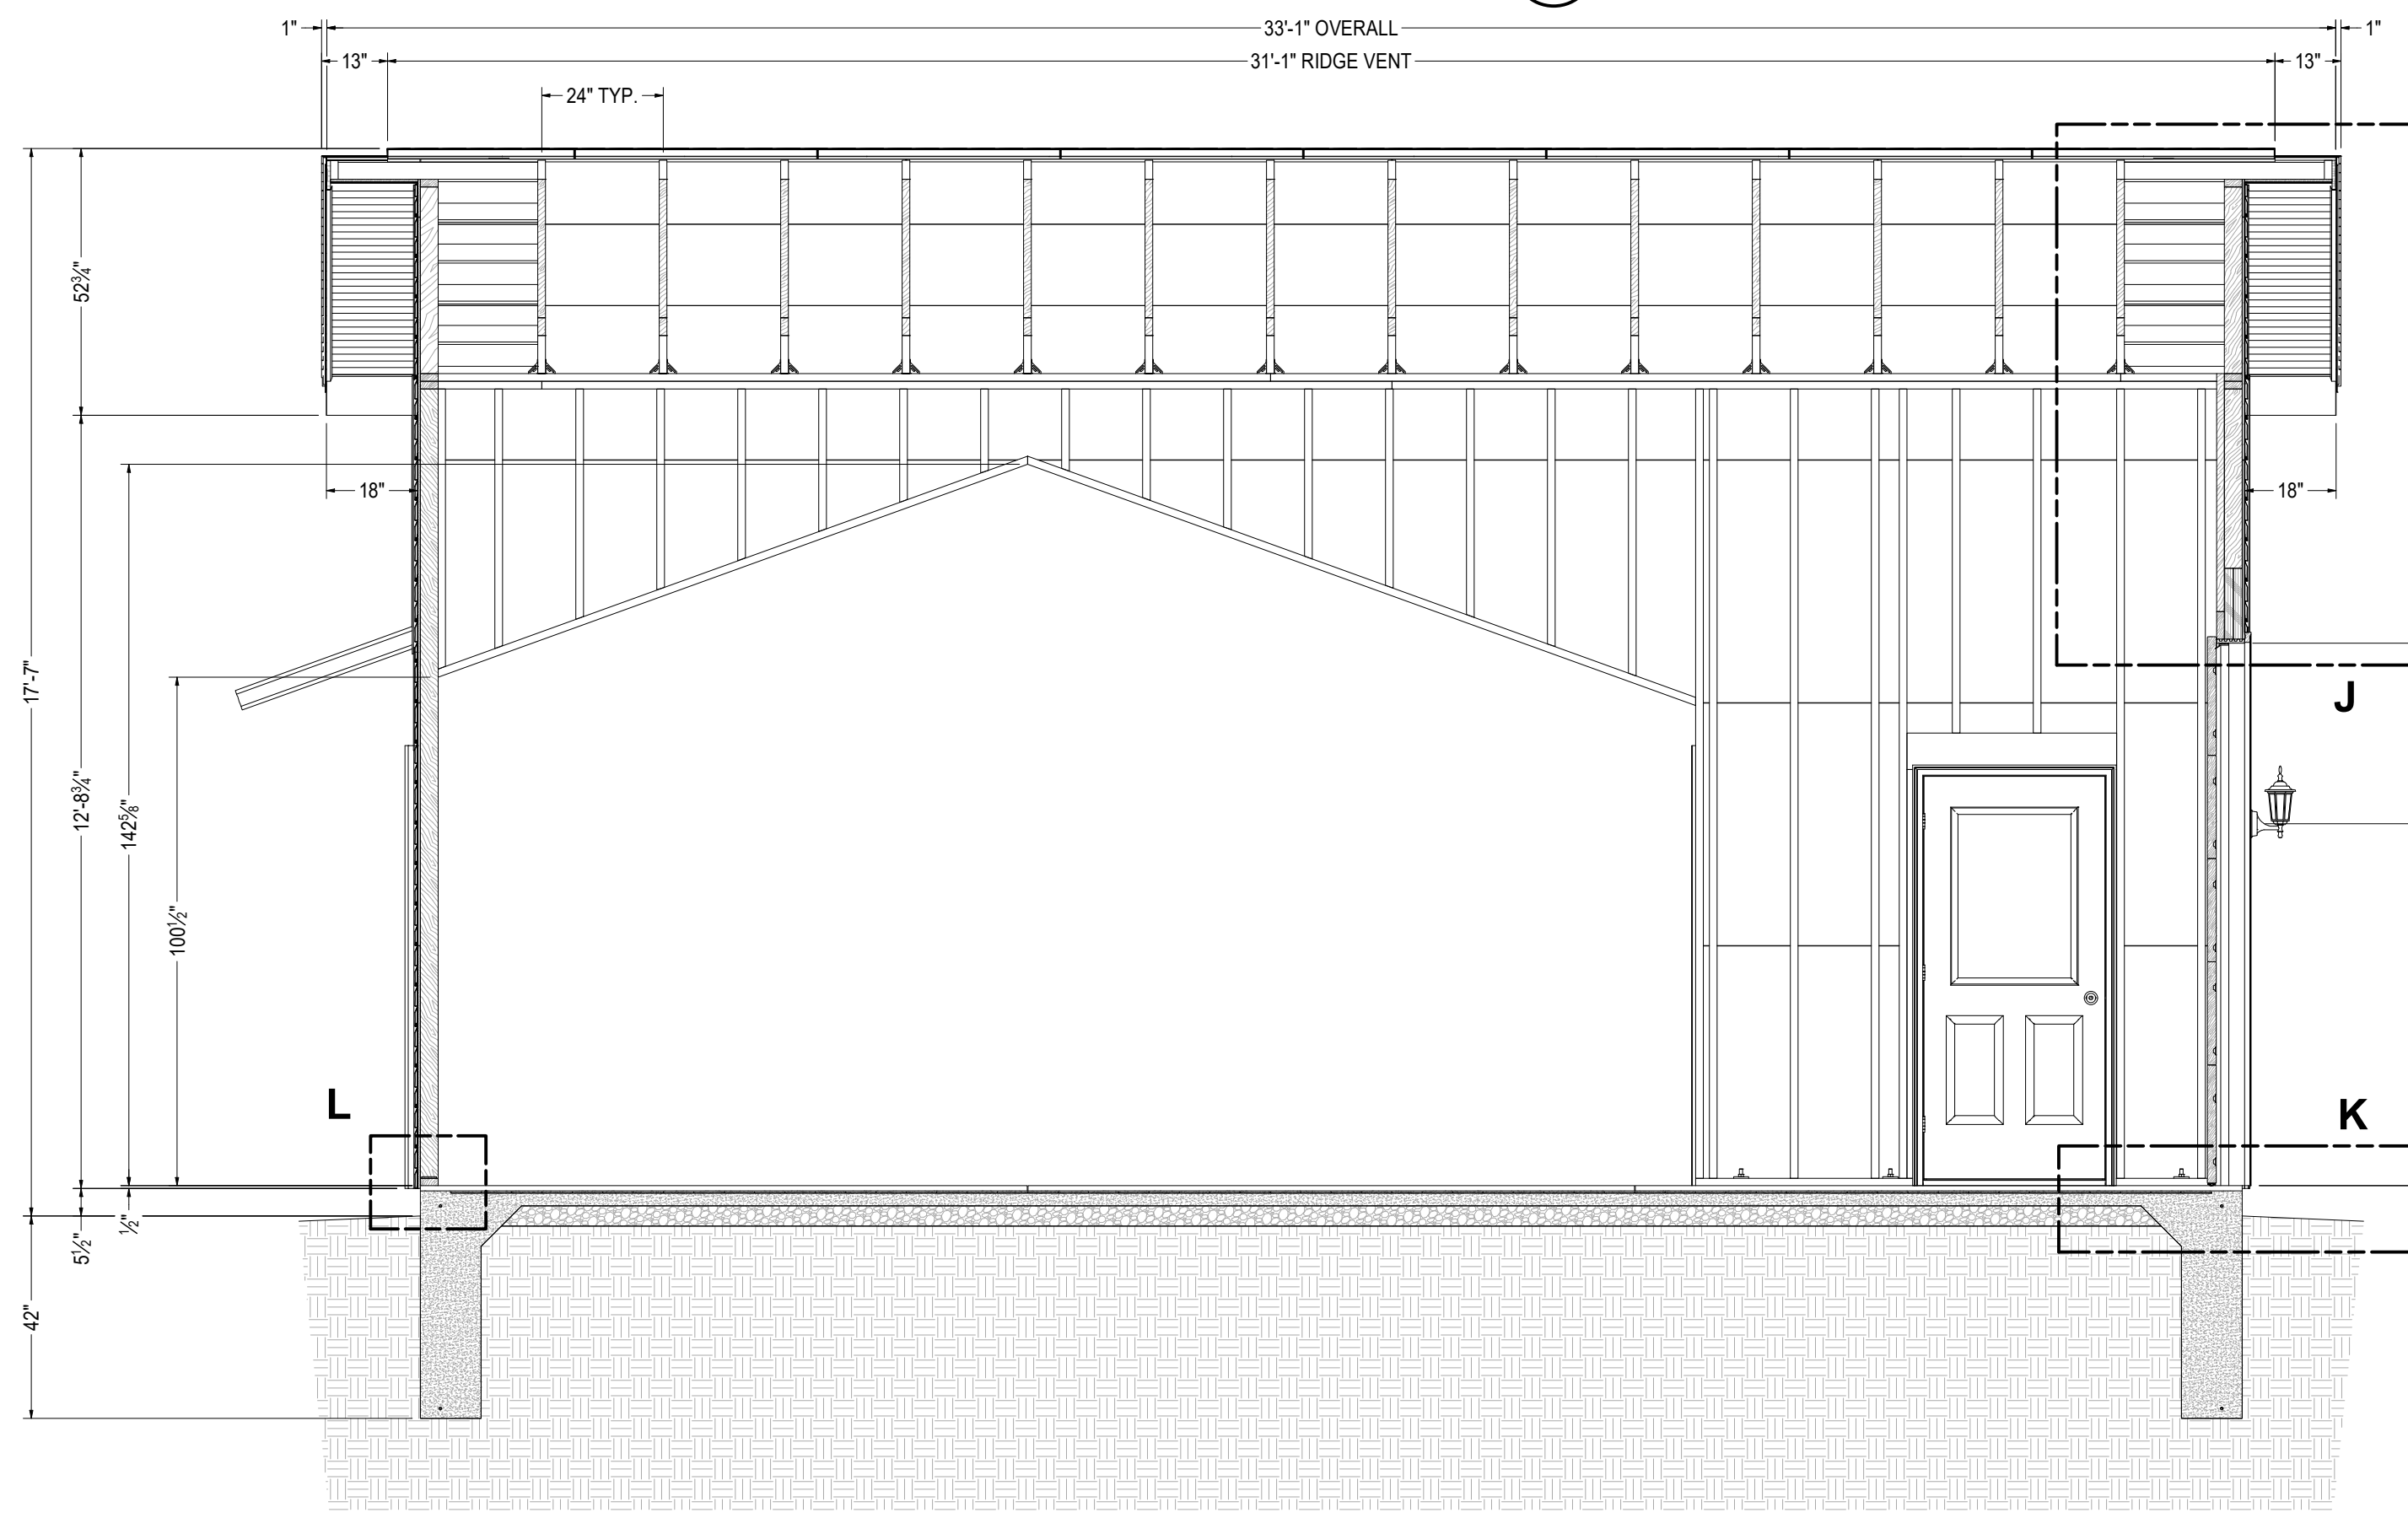 1" 33'-1" OVERALL 1"
13" 31'-1" RIDGE VENT 13"
24" TYP.
52¾"
18" 18"
17'-7"
J
12'-8¾"
142⅝"
100½"
L K
5½"
½"
42"